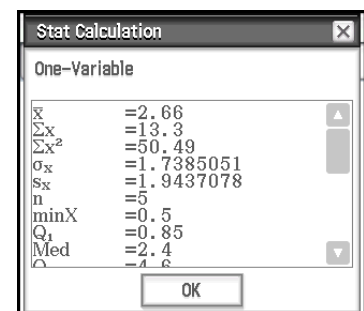 Stat Calculation
One-Variable
x̄ =2.66
Σx =13.3
Σx² =50.49
σx =1.7385051
sx =1.9437078
n =5
minX =0.5
Q₁ =0.85
Med =2.4
OK